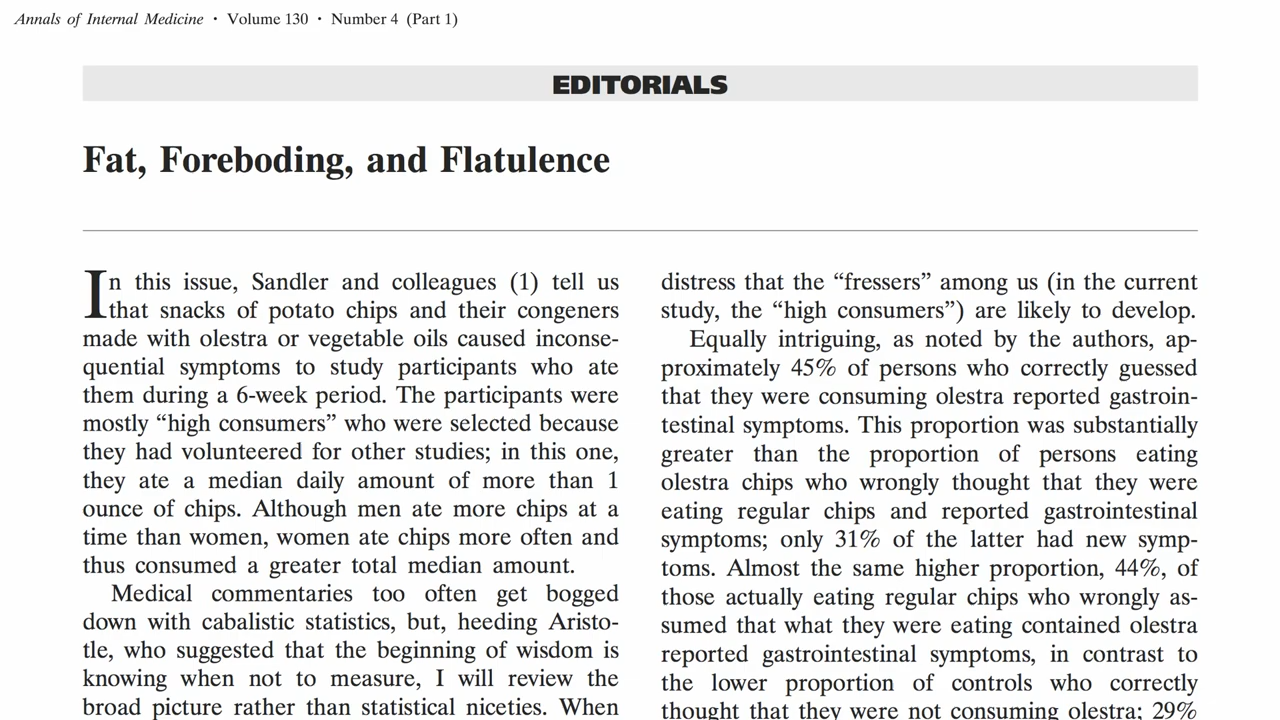 Annals of Internal Medicine • Volume 130 • Number 4 (Part 1)
EDITORIALS
Fat, Foreboding, and Flatulence
In this issue, Sandler and colleagues (1) tell us
that snacks of potato chips and their congeners
made with olestra or vegetable oils caused inconse-
quential symptoms to study participants who ate
them during a 6-week period. The participants were
mostly “high consumers” who were selected because
they had volunteered for other studies; in this one,
they ate a median daily amount of more than 1
ounce of chips. Although men ate more chips at a
time than women, women ate chips more often and
thus consumed a greater total median amount.
Medical commentaries too often get bogged
down with cabalistic statistics, but, heeding Aristo-
tle, who suggested that the beginning of wisdom is
knowing when not to measure, I will review the
broad picture rather than statistical niceties. When
distress that the “fressers” among us (in the current
study, the “high consumers”) are likely to develop.
Equally intriguing, as noted by the authors, ap-
proximately 45% of persons who correctly guessed
that they were consuming olestra reported gastroin-
testinal symptoms. This proportion was substantially
greater than the proportion of persons eating
olestra chips who wrongly thought that they were
eating regular chips and reported gastrointestinal
symptoms; only 31% of the latter had new symp-
toms. Almost the same higher proportion, 44%, of
those actually eating regular chips who wrongly as-
sumed that what they were eating contained olestra
reported gastrointestinal symptoms, in contrast to
the lower proportion of controls who correctly
thought that they were not consuming olestra; 29%